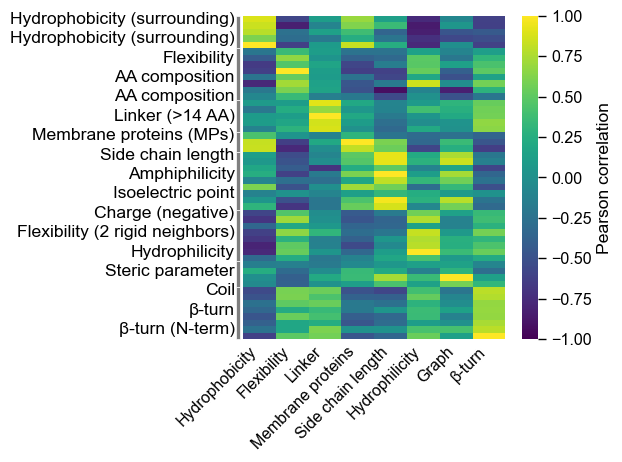 Hydrophobicity (surrounding)
Hydrophobicity (surrounding)
Flexibility
AA composition
AA composition
Linker (>14 AA)
Membrane proteins (MPs)
Side chain length
Amphiphilicity
Isoelectric point
Charge (negative)
Flexibility (2 rigid neighbors)
Hydrophilicity
Steric parameter
Coil
β-turn
β-turn (N-term)
Hydrophobicity
Flexibility
Linker
Membrane proteins
Side chain length
Hydrophilicity
Graph
β-turn
1.00
0.75
0.50
0.25
0.00
−0.25
−0.50
−0.75
−1.00
Pearson correlation